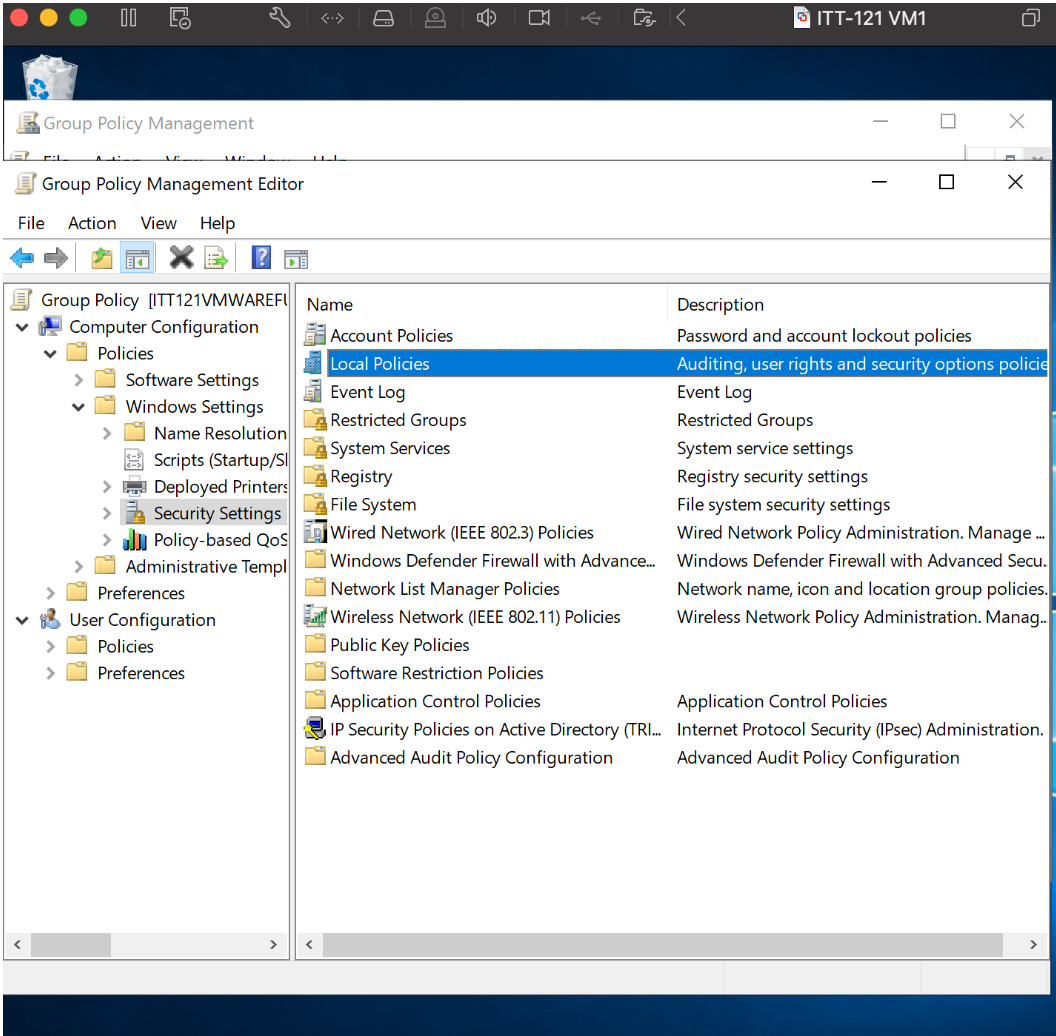 ITT-121 VM1
Group Policy Management
File Action View Window Help
Group Policy Management Editor
File Action View Help
Group Policy [ITT121VMWAREFU
Computer Configuration
Policies
Software Settings
Windows Settings
Name Resolution
Scripts (Startup/Sl
Deployed Printers
Security Settings
Policy-based QoS
Administrative Templ
Preferences
User Configuration
Policies
Preferences
Name Description
Account Policies Password and account lockout policies
Local Policies Auditing, user rights and security options policie
Event Log Event Log
Restricted Groups Restricted Groups
System Services System service settings
Registry Registry security settings
File System File system security settings
Wired Network (IEEE 802.3) Policies Wired Network Policy Administration. Manage ...
Windows Defender Firewall with Advance... Windows Defender Firewall with Advanced Secu.
Network List Manager Policies Network name, icon and location group policies.
Wireless Network (IEEE 802.11) Policies Wireless Network Policy Administration. Manag...
Public Key Policies
Software Restriction Policies
Application Control Policies Application Control Policies
IP Security Policies on Active Directory (TRI... Internet Protocol Security (IPsec) Administration.
Advanced Audit Policy Configuration Advanced Audit Policy Configuration